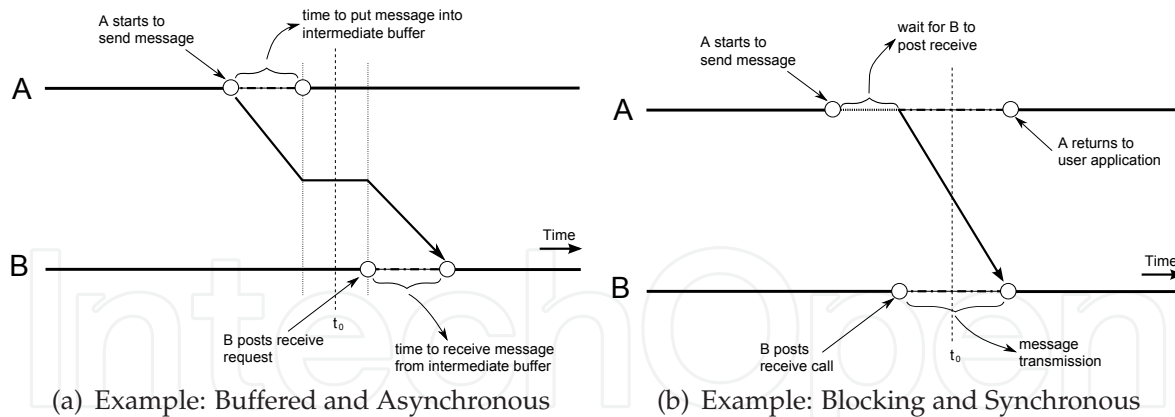 A starts to
send message
time to put message into
intermediate buffer
A
B
Time
B posts receive
request
t₀
time to receive message
from intermediate buffer
(a) Example: Buffered and Asynchronous
A starts to
send message
wait for B to
post receive
A
A returns to
user application
B
Time
B posts
receive call
t₀
message
transmission
(b) Example: Blocking and Synchronous
IntechOpen